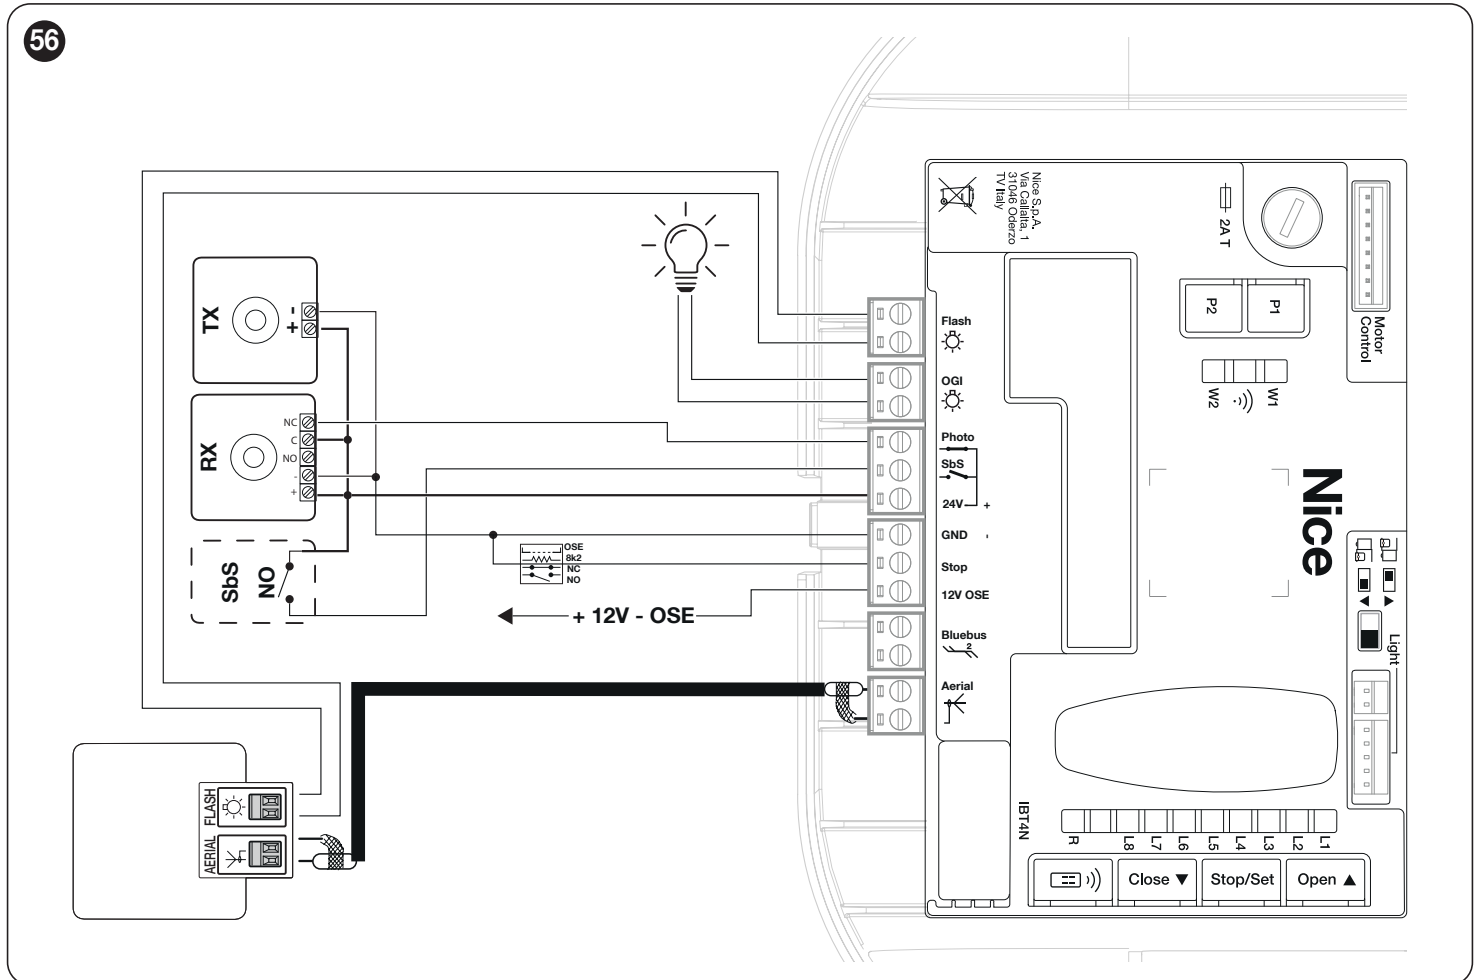 56
Nice S.p.A.
Via Callalta, 1
31046 Oderzo
TV Italy
2A T
Motor
Control
P2
P1
W2
W1
Flash
OGI
Photo
SbS
24V +
GND -
Stop
12V OSE
Bluebus
2
Aerial
TX
-
+
RX
NC
C
NO
-
+
SbS
NO
OSE
8k2
NC
NO
+ 12V - OSE
Nice
Light
FLASH
AERIAL
IBT4N
R
L8
L7
L6
L5
L4
L3
L2
L1
Close ▼
Stop/Set
Open ▲